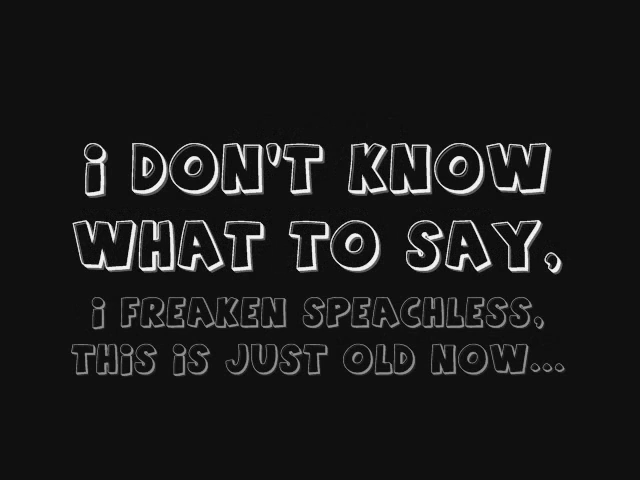 i DON'T KNOW
WHAT TO SAY,
i FREAKEN SPEACHLESS,
THiS iS JUST OLD NOW...